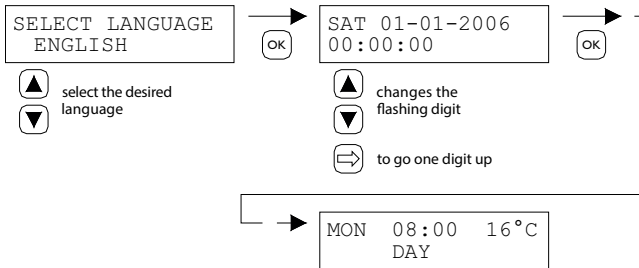 SELECT LANGUAGE
ENGLISH
OK
SAT 01-01-2006
00:00:00
OK
select the desired
language
changes the
flashing digit
to go one digit up
MON 08:00 16°C
DAY